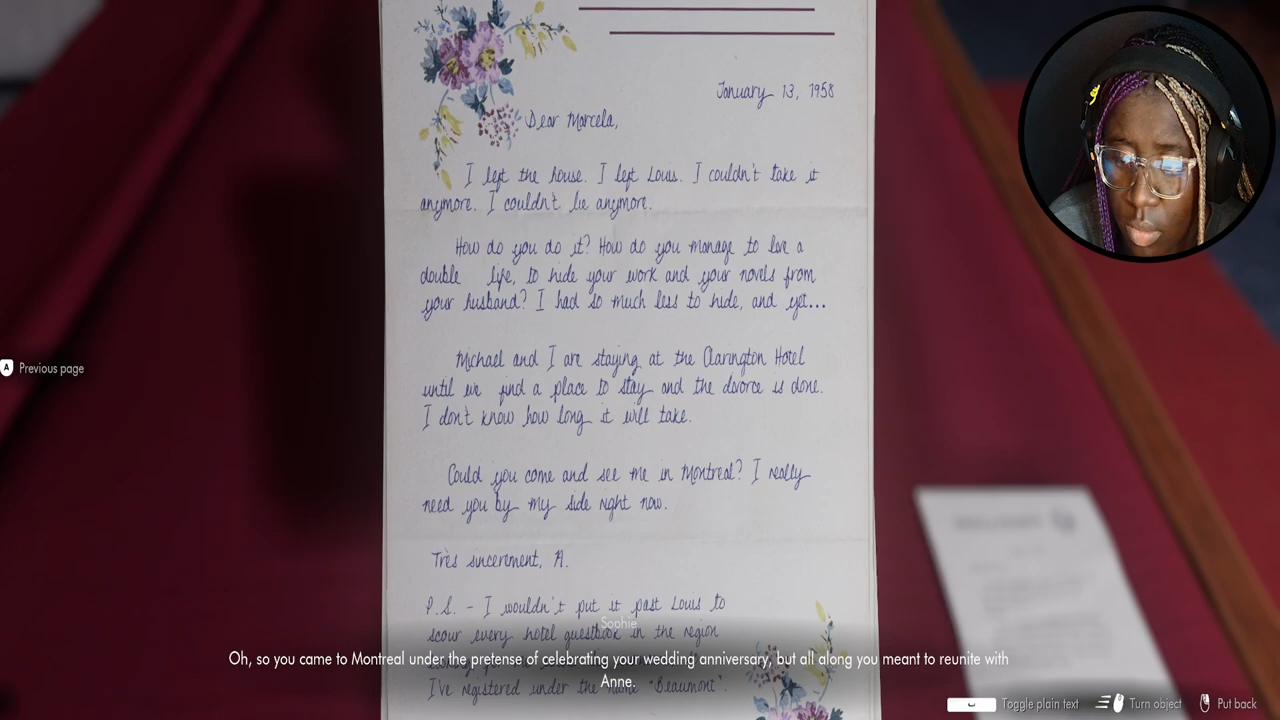 January 13, 1958
Dear Marcela,
I left the house. I left Louis. I couldn't take it
anymore. I couldn't lie anymore.
How do you do it? How do you manage to live a
double life, to hide your work and your novels from
your husband? I had so much less to hide, and yet...
Michael and I are staying at the Clarington Hotel
until we find a place to stay and the divorce is done.
I don't know how long it will take.
Could you come and see me in Montreal? I really
need you by my side right now.
Très sincèrement, A.
P.S. - I wouldn't put it past Louis to
scour every hotel guestbook in the region
I've registered under the name "Beaumont".
Sophie
Oh, so you came to Montreal under the pretense of celebrating your wedding anniversary, but all along you meant to reunite with
Anne.
A Previous page
Toggle plain text
Turn object
Put back